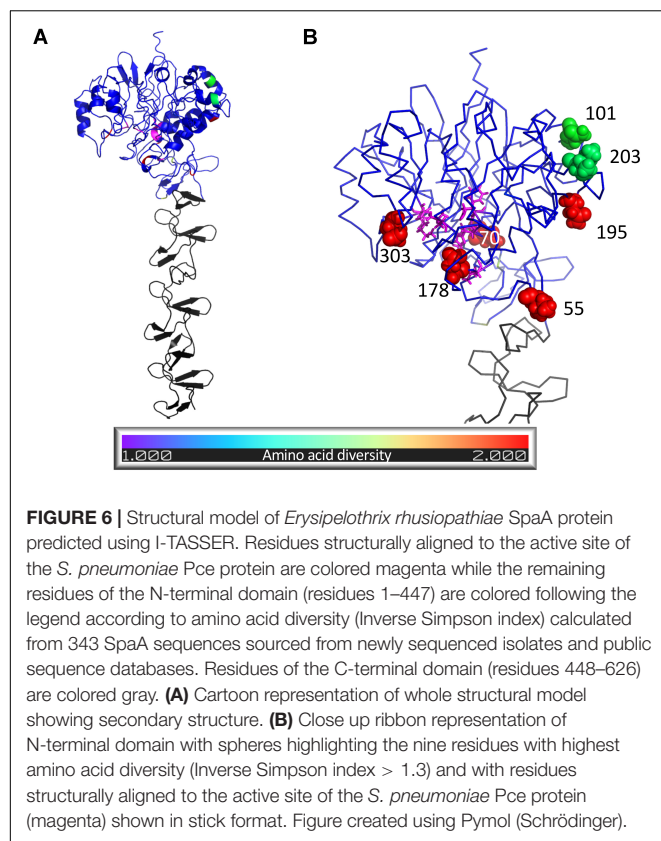 A
B
101
203
195
303
70
178
55
1.000
Amino acid diversity
2.000
FIGURE 6 | Structural model of Erysipelothrix rhusiopathiae SpaA protein
predicted using I-TASSER. Residues structurally aligned to the active site of
the S. pneumoniae Pce protein are colored magenta while the remaining
residues of the N-terminal domain (residues 1–447) are colored following the
legend according to amino acid diversity (Inverse Simpson index) calculated
from 343 SpaA sequences sourced from newly sequenced isolates and public
sequence databases. Residues of the C-terminal domain (residues 448–626)
are colored gray. (A) Cartoon representation of whole structural model
showing secondary structure. (B) Close up ribbon representation of
N-terminal domain with spheres highlighting the nine residues with highest
amino acid diversity (Inverse Simpson index > 1.3) and with residues
structurally aligned to the active site of the S. pneumoniae Pce protein
(magenta) shown in stick format. Figure created using Pymol (Schrödinger).